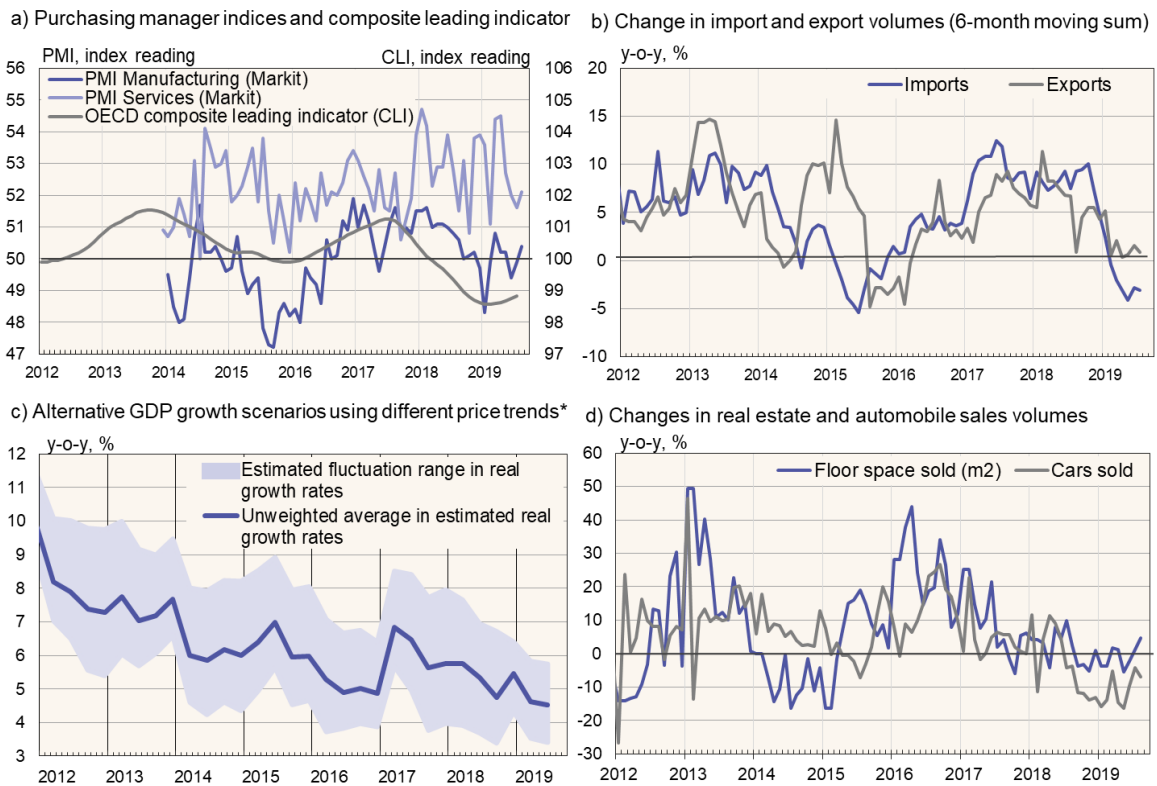 a) Purchasing manager indices and composite leading indicator
PMI, index reading
CLI, index reading
PMI Manufacturing (Markit)
PMI Services (Markit)
OECD composite leading indicator (CLI)
56
55
54
53
52
51
50
49
48
47
106
105
104
103
102
101
100
99
98
97
2012 2013 2014 2015 2016 2017 2018 2019
b) Change in import and export volumes (6-month moving sum)
y-o-y, %
Imports
Exports
20
15
10
5
0
-5
-10
2012 2013 2014 2015 2016 2017 2018 2019
c) Alternative GDP growth scenarios using different price trends*
y-o-y, %
Estimated fluctuation range in real
growth rates
Unweighted average in estimated real
growth rates
12
11
10
9
8
7
6
5
4
3
2012 2013 2014 2015 2016 2017 2018 2019
d) Changes in real estate and automobile sales volumes
y-o-y, %
Floor space sold (m2)
Cars sold
60
50
40
30
20
10
0
-10
-20
-30
2012 2013 2014 2015 2016 2017 2018 2019